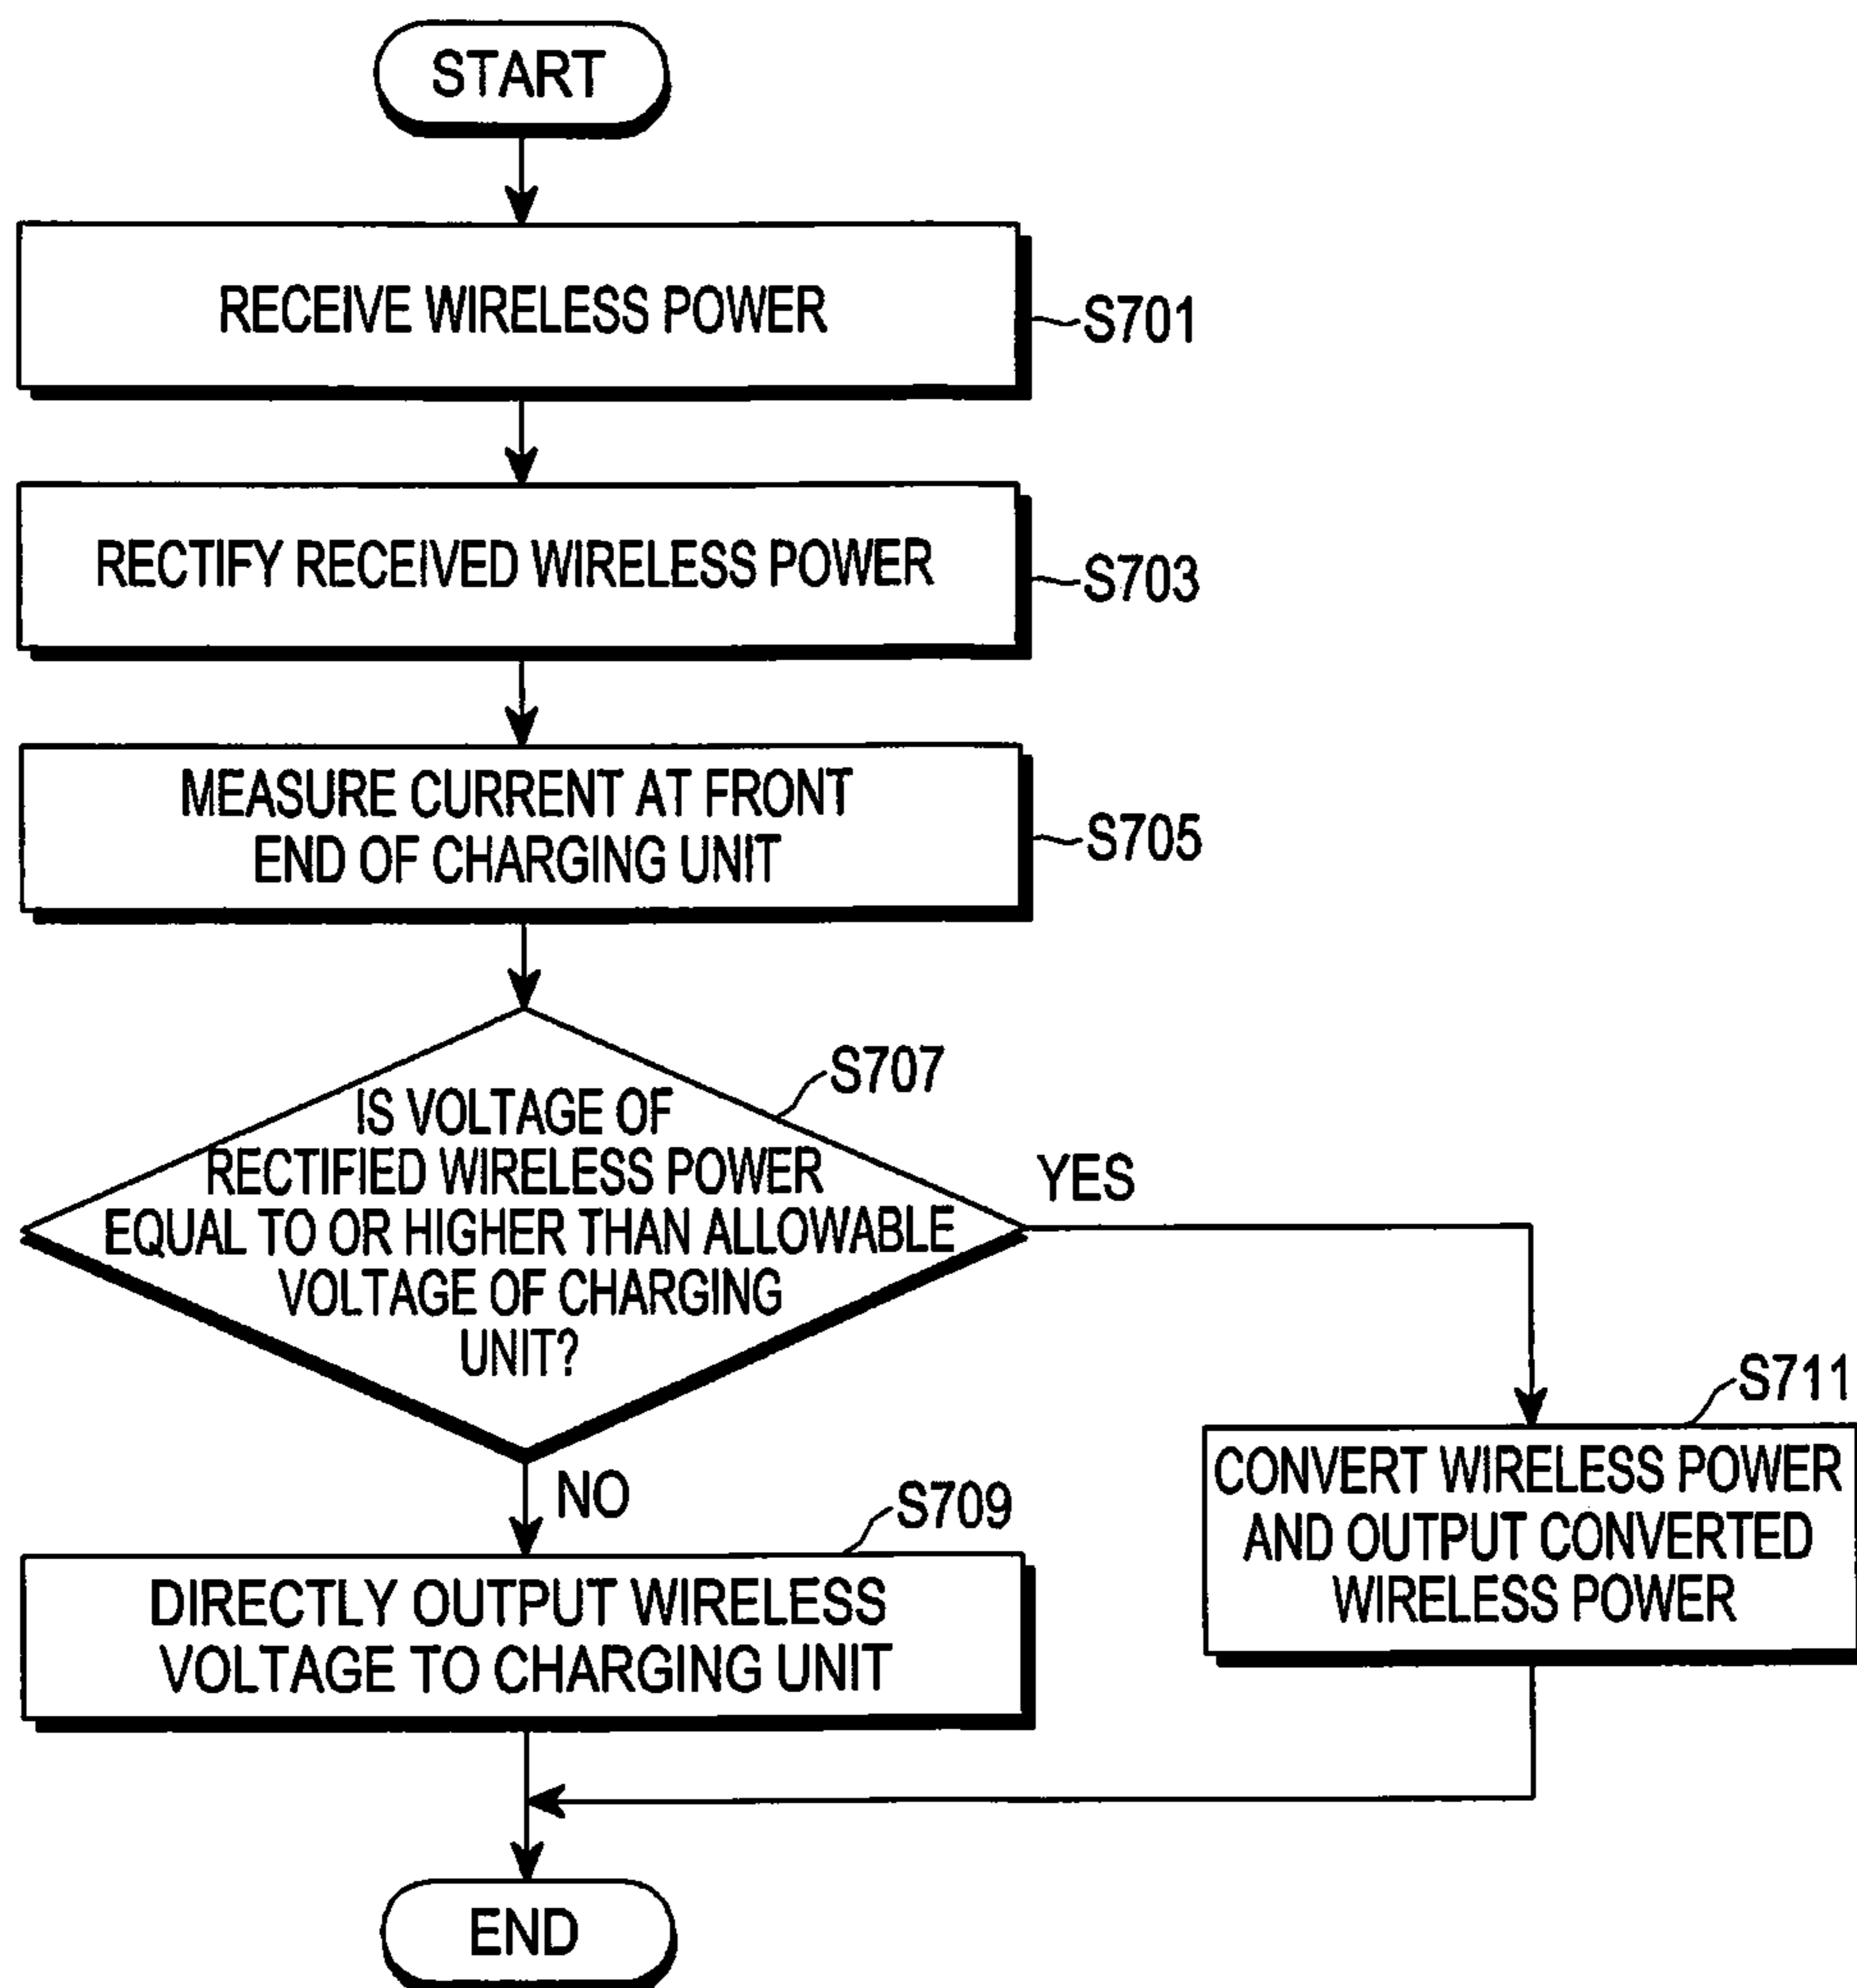 START
RECEIVE WIRELESS POWER
S701
RECTIFY RECEIVED WIRELESS POWER
S703
MEASURE CURRENT AT FRONT
END OF CHARGING UNIT
S705
S707
IS VOLTAGE OF
RECTIFIED WIRELESS POWER
EQUAL TO OR HIGHER THAN ALLOWABLE
VOLTAGE OF CHARGING
UNIT?
YES
NO
S709
DIRECTLY OUTPUT WIRELESS
VOLTAGE TO CHARGING UNIT
S711
CONVERT WIRELESS POWER
AND OUTPUT CONVERTED
WIRELESS POWER
END